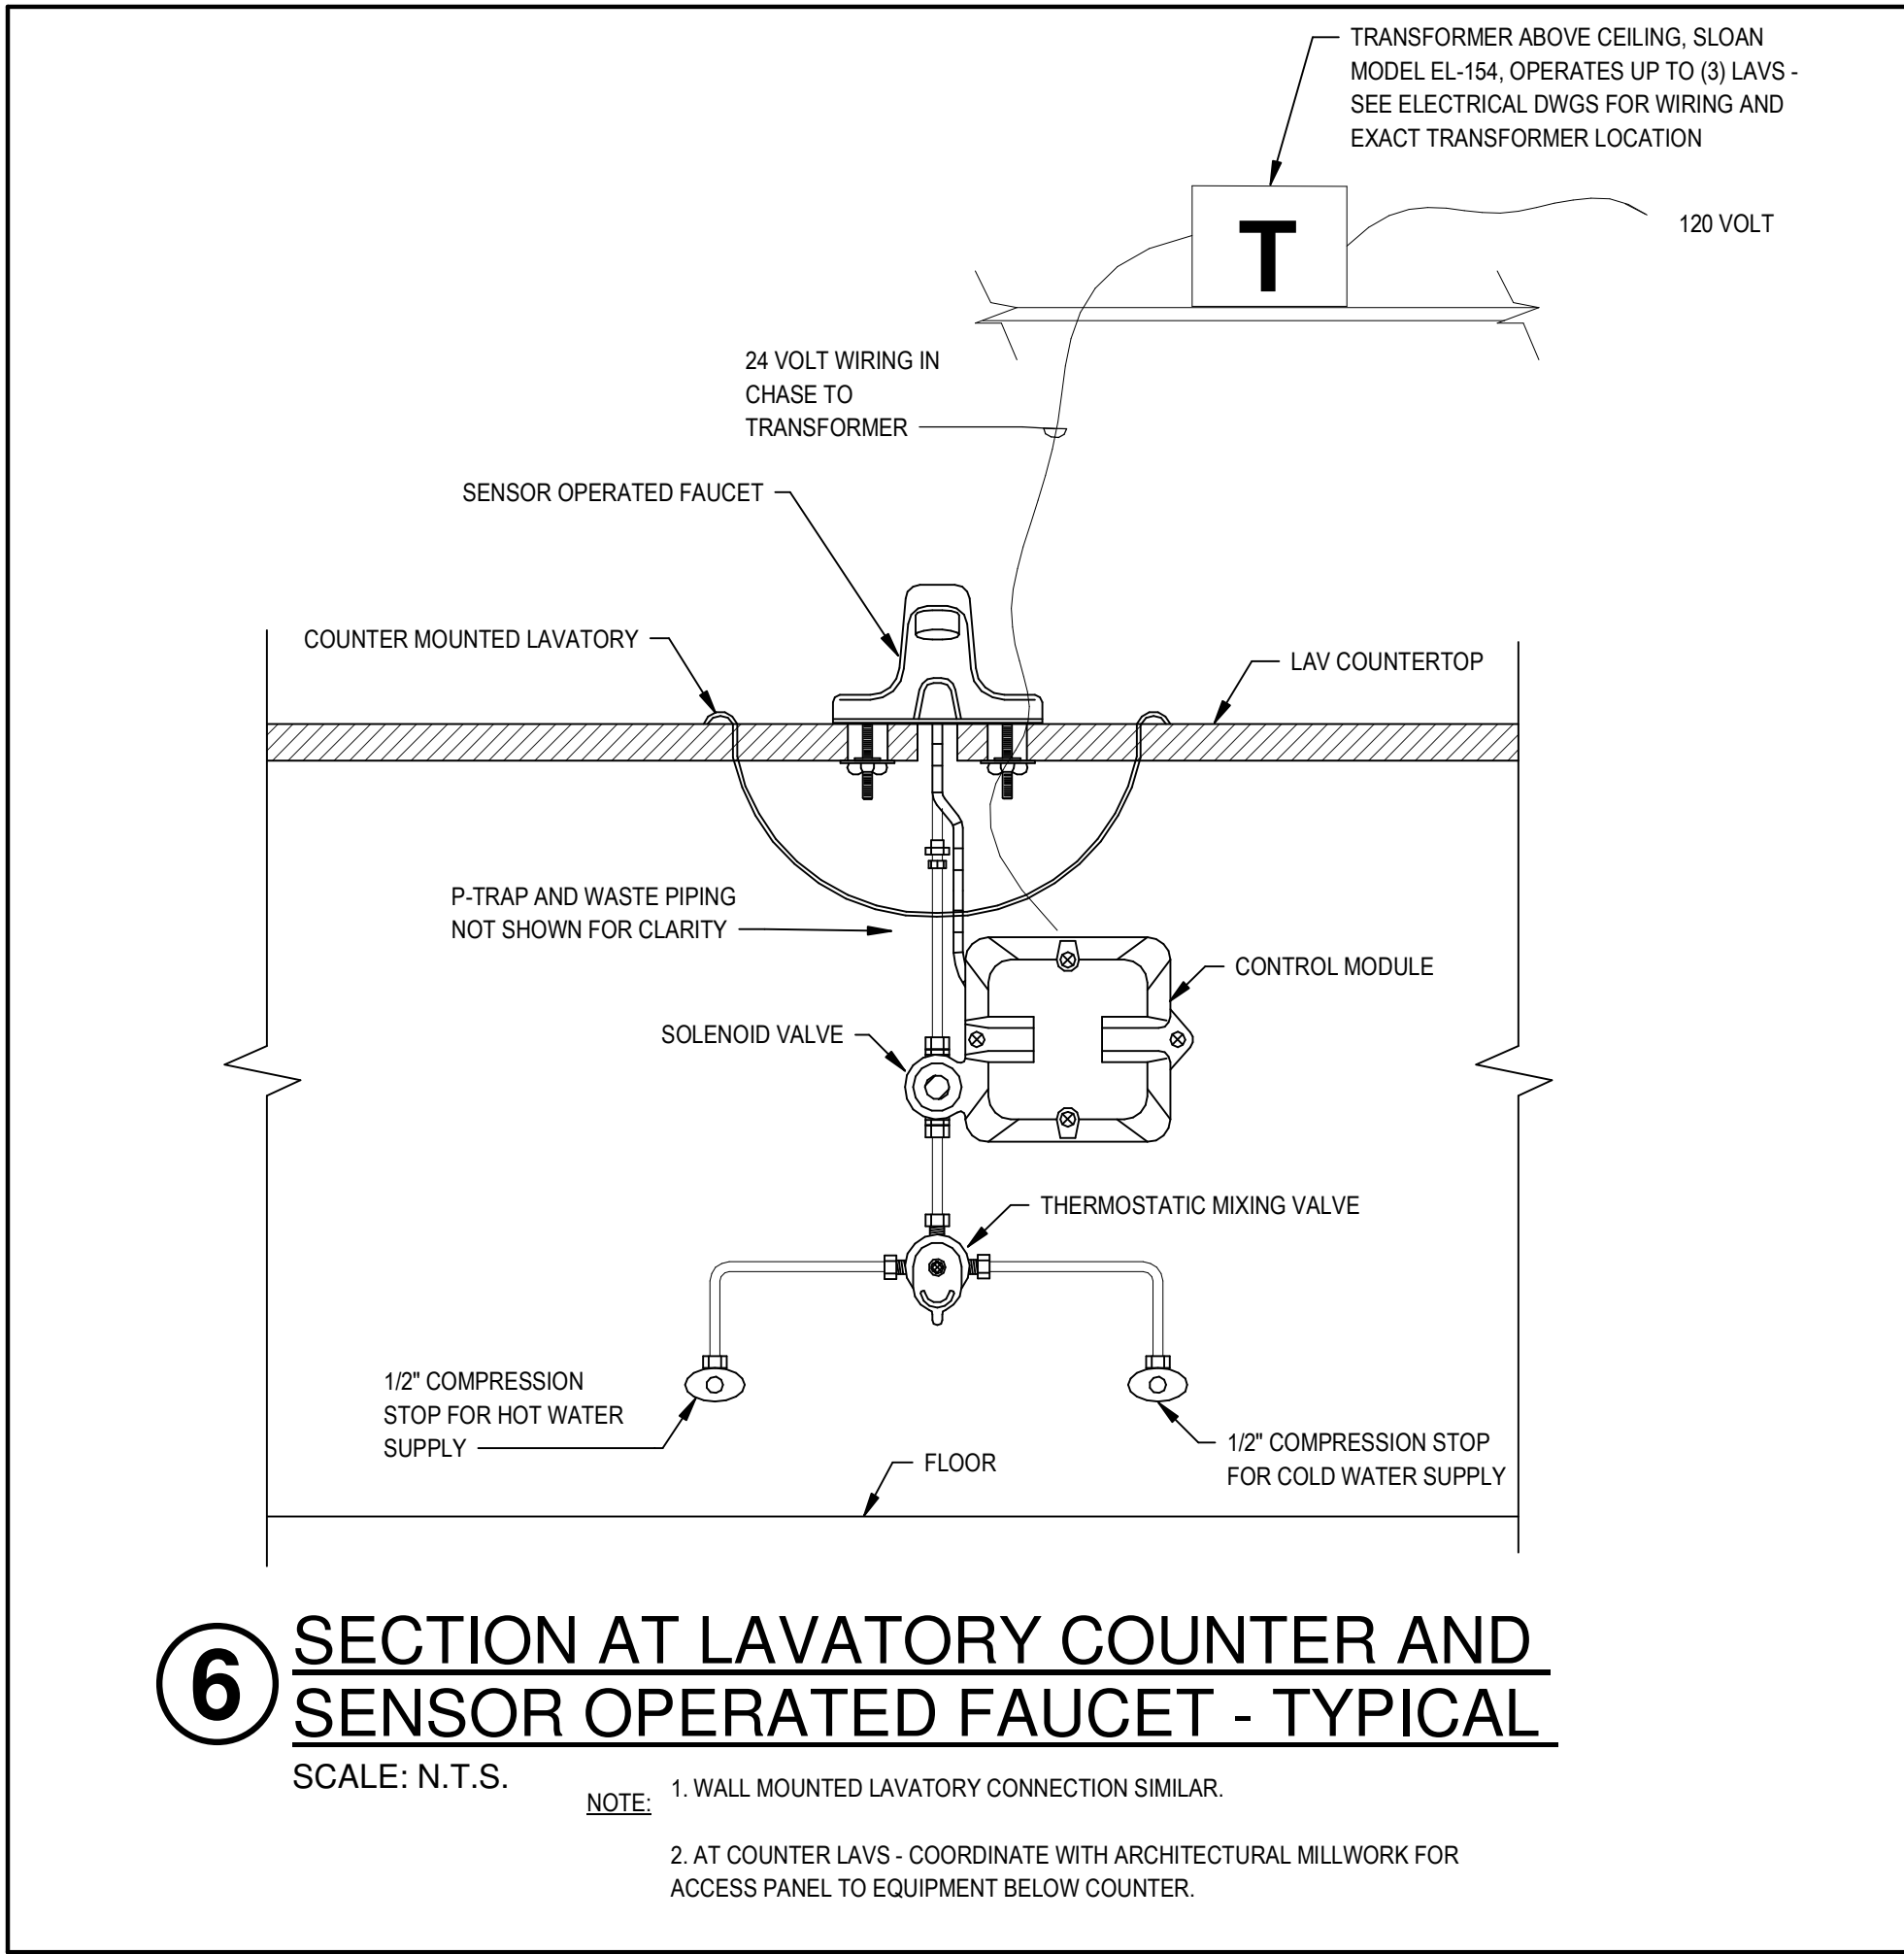 TRANSFORMER ABOVE CEILING, SLOAN
MODEL EL-154, OPERATES UP TO (3) LAVS -
SEE ELECTRICAL DWGS FOR WIRING AND
EXACT TRANSFORMER LOCATION
T
120 VOLT
24 VOLT WIRING IN
CHASE TO
TRANSFORMER
SENSOR OPERATED FAUCET
COUNTER MOUNTED LAVATORY
LAV COUNTERTOP
P-TRAP AND WASTE PIPING
NOT SHOWN FOR CLARITY
CONTROL MODULE
SOLENOID VALVE
THERMOSTATIC MIXING VALVE
1/2" COMPRESSION
STOP FOR HOT WATER
SUPPLY
1/2" COMPRESSION STOP
FOR COLD WATER SUPPLY
FLOOR
6
SECTION AT LAVATORY COUNTER AND
SENSOR OPERATED FAUCET - TYPICAL
SCALE: N.T.S.
NOTE:
1. WALL MOUNTED LAVATORY CONNECTION SIMILAR.
2. AT COUNTER LAVS - COORDINATE WITH ARCHITECTURAL MILLWORK FOR
ACCESS PANEL TO EQUIPMENT BELOW COUNTER.